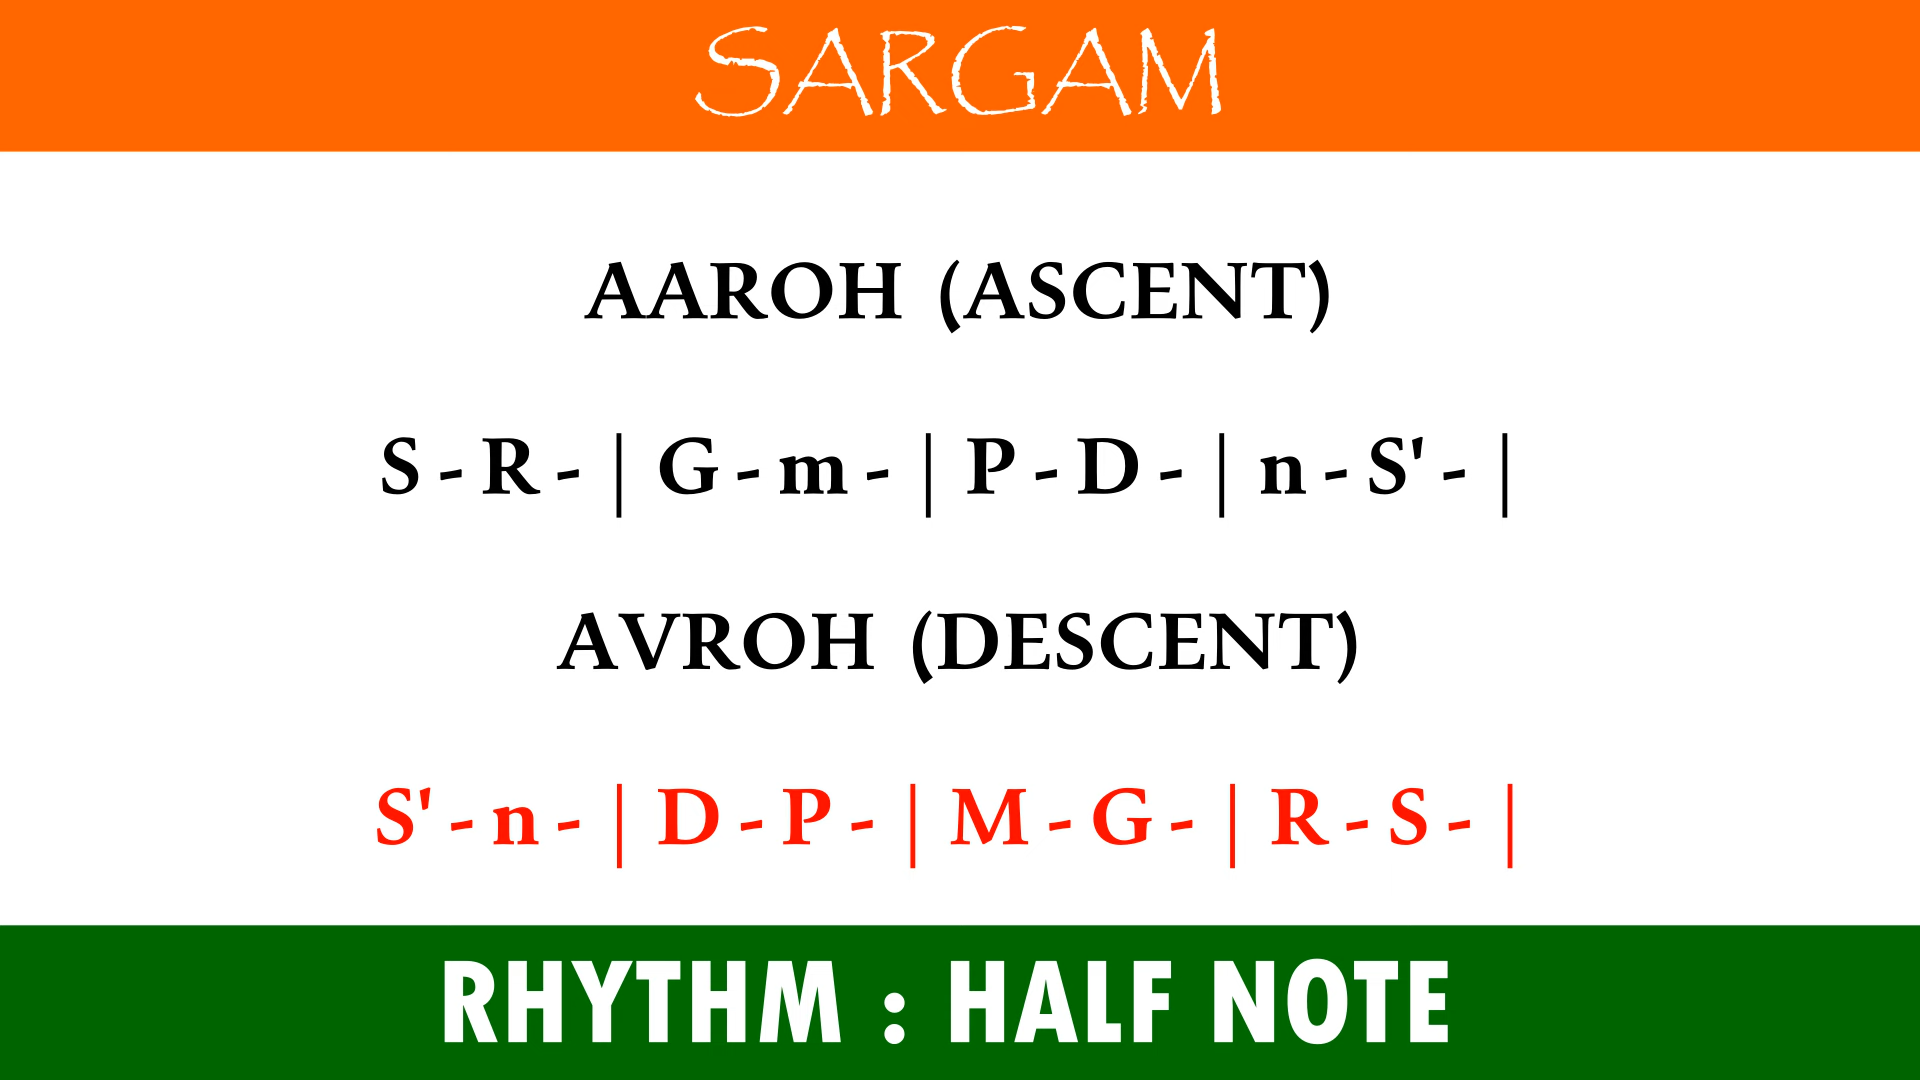 SARGAM
AAROH (ASCENT)
S - R - | G - m - | P - D - | n - S' - |
AVROH (DESCENT)
S' - n - | D - P - | M - G - | R - S - |
RHYTHM : HALF NOTE